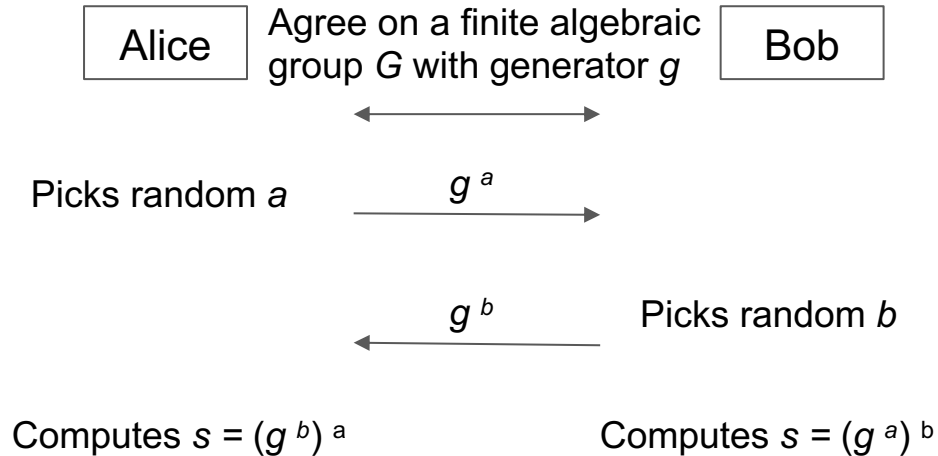 Alice
Agree on a finite algebraic
group G with generator g
Bob
Picks random a
g ᵃ
g ᵇ
Picks random b
Computes s = (g ᵇ) ᵃ
Computes s = (g ᵃ) ᵇ